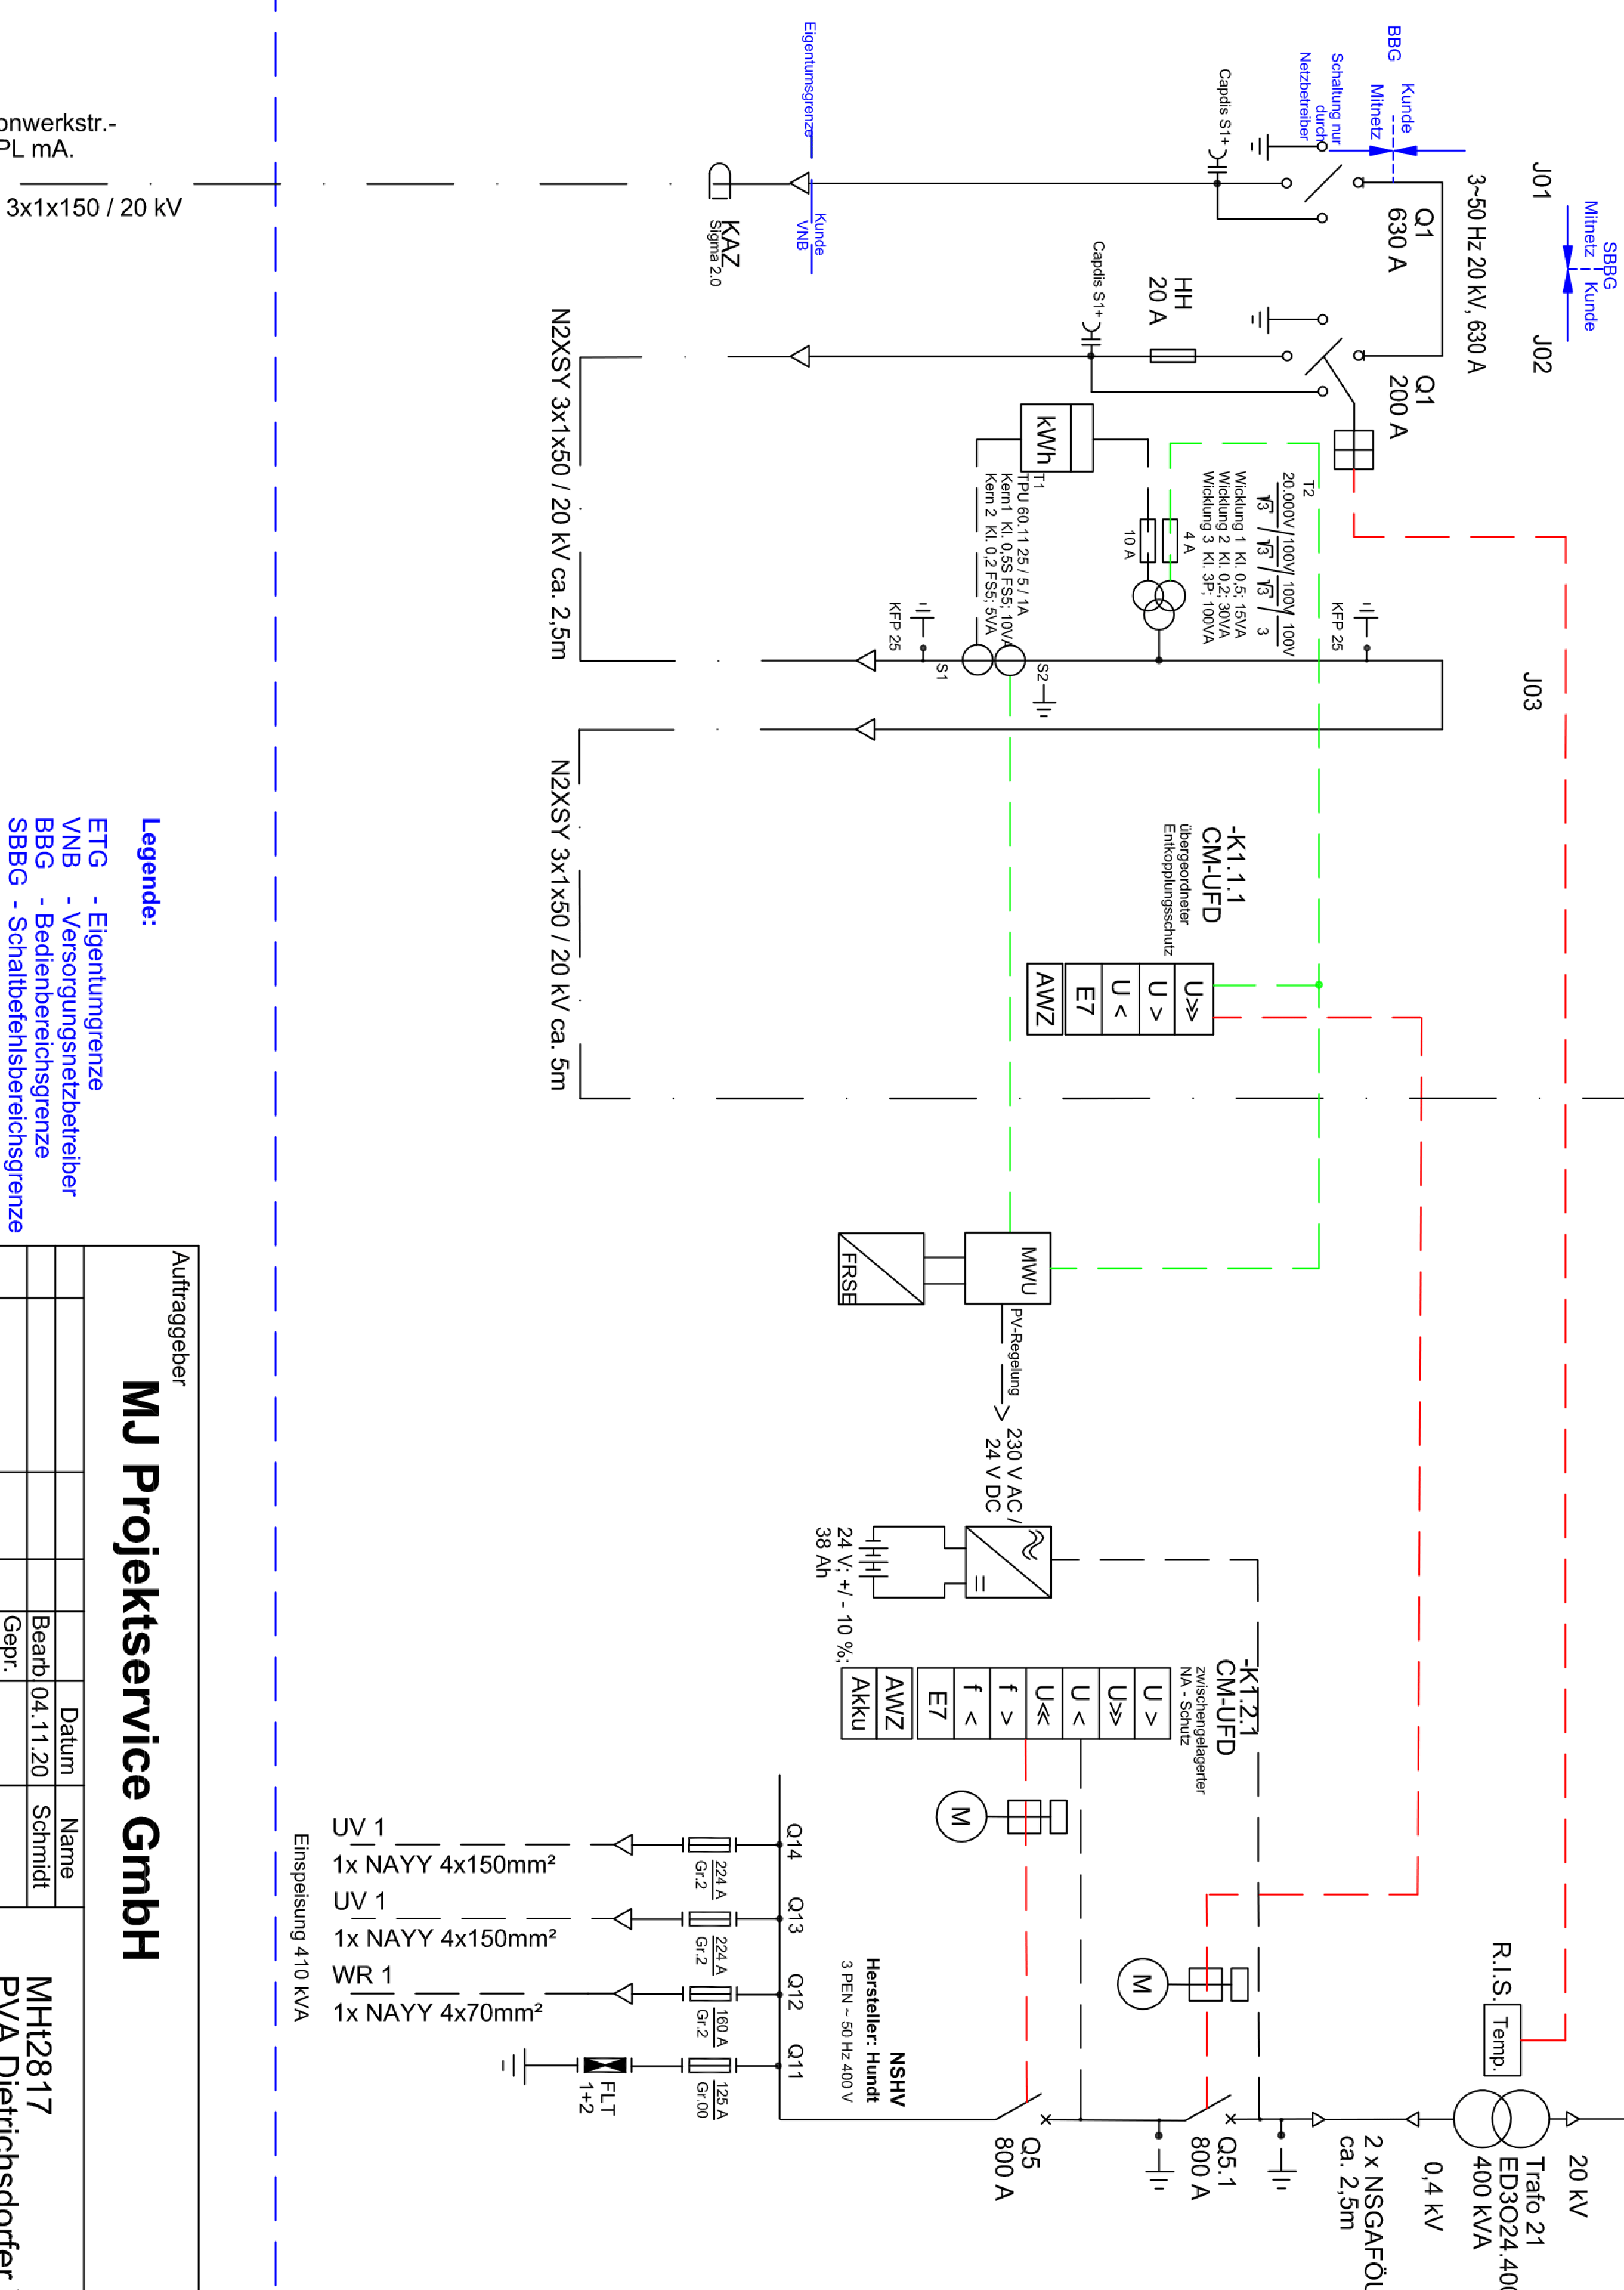 SBBG
Mitnetz
Kunde
J01
J02
J03
3~50 Hz 20 kV, 630 A
BBG
Kunde
Mitnetz
Schaltung nur
durch
Netzbetreiber
Q1
630 A
Q1
200 A
Capdis S1+
Capdis S1+
HH
20 A
Eigentumsgrenze
Kunde
VNB
KAZ
Sigma 2.0
3x1x150 / 20 kV
PL mA.
T2
20.000V/ 100V/ 100V/ 100V
√3 / √3 / √3 / 3
Wicklung 1 Kl. 0,5; 15VA
Wicklung 2 Kl. 0,2; 30VA
Wicklung 3 Kl. 3P; 100VA
4 A
10 A
kWh
T1
TPU 60.11 25 / 5 / 1A
Kern1 Kl. 0,5S FS5; 10VA
Kern 2 Kl. 0,2 FS5; 5VA
KFP 25
KFP 25
S1
S2
N2XSY 3x1x50 / 20 kV ca. 2,5m
N2XSY 3x1x50 / 20 kV ca. 5m
-K1.1.1
CM-UFD
übergeordneter
Entkopplungsschutz
U>>
U >
U <
E7
AWZ
MWU
FRSE
PV-Regelung
230 V AC /
24 V DC
24 V; +/ - 10 %;
38 Ah
-K1.2.1
CM-UFD
zwischengelagerter
NA - Schutz
U >
U>>
U <
U<<
f >
f <
E7
AWZ
Akku
M
M
R.I.S.
Temp.
20 kV
Trafo 21
400 kVA
0,4 kV
ca. 2,5m
Q5.1
800 A
Q5
800 A
NSHV
Hersteller: Hundt
3 PEN ~ 50 Hz 400 V
Q14
Q13
Q12
Q11
224 A
Gr.2
224 A
Gr.2
160 A
Gr.2
125 A
Gr.00
FLT
1+2
UV 1
1x NAYY 4x150mm²
UV 1
1x NAYY 4x150mm²
WR 1
1x NAYY 4x70mm²
Einspeisung 410 kVA
Legende:
ETG - Eigentumgrenze
VNB - Versorgungsnetzbetreiber
BBG - Bedienbereichsgrenze
SBBG - Schaltbefehlsbereichsgrenze
Auftraggeber
MJ Projektservice GmbH
Datum
Name
Bearb.
04.11.20
Schmidt
Gepr.
MHt2817
PVA Dietrichsdorfer